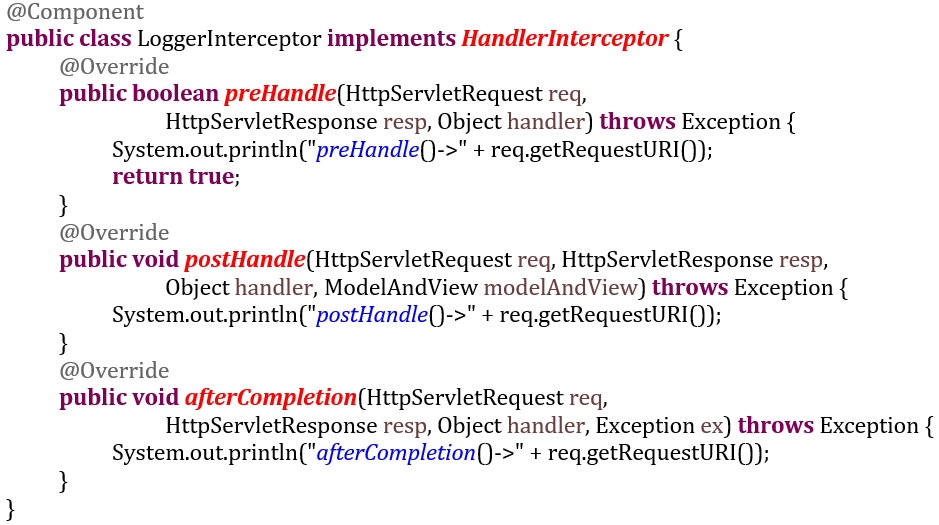 @Component
public class LoggerInterceptor implements HandlerInterceptor {
@Override
public boolean preHandle(HttpServletRequest req,
HttpServletResponse resp, Object handler) throws Exception {
System.out.println("preHandle()->" + req.getRequestURI());
return true;
}
@Override
public void postHandle(HttpServletRequest req, HttpServletResponse resp,
Object handler, ModelAndView modelAndView) throws Exception {
System.out.println("postHandle()->" + req.getRequestURI());
}
@Override
public void afterCompletion(HttpServletRequest req,
HttpServletResponse resp, Object handler, Exception ex) throws Exception {
System.out.println("afterCompletion()->" + req.getRequestURI());
}
}